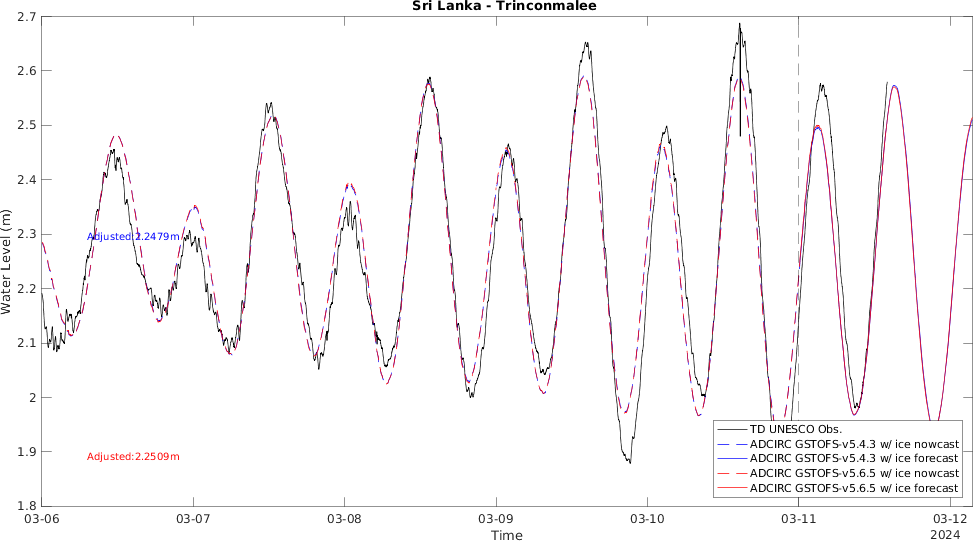 Sri Lanka - Trinconmalee
2.7
2.6
2.5
2.4
2.3
2.2
2.1
2
1.9
1.8
Water Level (m)
Adjusted:2.2479m
Adjusted:2.2509m
TD UNESCO Obs.
ADCIRC GSTOFS-v5.4.3 w/ ice nowcast
ADCIRC GSTOFS-v5.4.3 w/ ice forecast
ADCIRC GSTOFS-v5.6.5 w/ ice nowcast
ADCIRC GSTOFS-v5.6.5 w/ ice forecast
03-06 03-07 03-08 03-09 03-10 03-11 03-12
Time
2024